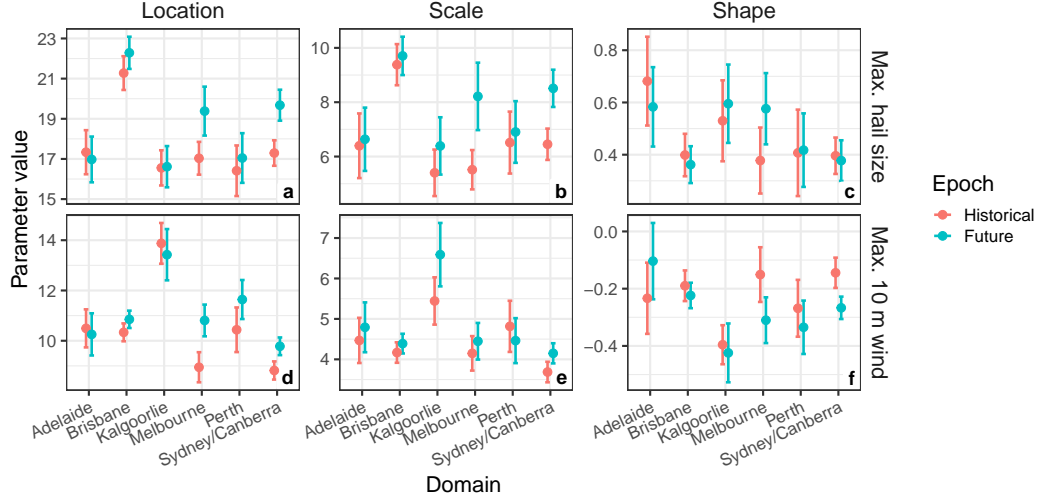 Location Scale Shape
Parameter value
23
21
19
17
15
a
10
8
6
b
0.8
0.6
0.4
c
Max. hail size
14
12
10
d
7
6
5
4
e
0.0
−0.2
−0.4
f
Max. 10 m wind
Adelaide Brisbane Kalgoorlie Melbourne Perth Sydney/Canberra
Adelaide Brisbane Kalgoorlie Melbourne Perth Sydney/Canberra
Adelaide Brisbane Kalgoorlie Melbourne Perth Sydney/Canberra
Domain
Epoch
Historical
Future